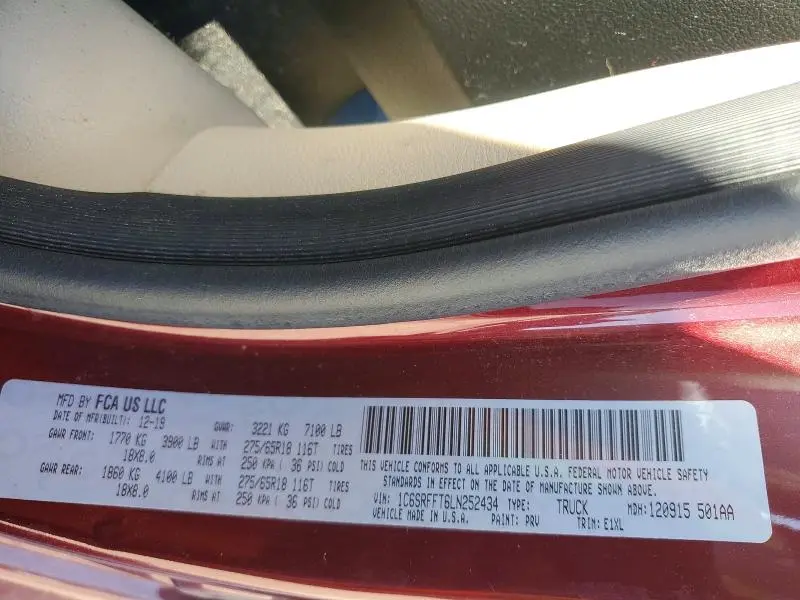 MFD BY FCA US LLC
DATE OF MFR(BUILT): 12-19 GVWR: 3221 KG 7100 LB
GAWR FRONT: 1770 KG 3900 LB WITH 275/65R18 116T TIRES
18X8.0 RIMS AT 250 KPA ( 36 PSI) COLD
GAWR REAR: 1860 KG 4100 LB WITH 275/65R18 116T TIRES
18X8.0 RIMS AT 250 KPA ( 36 PSI) COLD
THIS VEHICLE CONFORMS TO ALL APPLICABLE U.S.A. FEDERAL MOTOR VEHICLE SAFETY
STANDARDS IN EFFECT ON THE DATE OF MANUFACTURE SHOWN ABOVE.
VIN: 1C6SRFFT6LN252434 TYPE: TRUCK MDH: 120915 501AA
VEHICLE MADE IN U.S.A. PAINT: PRV TRIM: E1XL